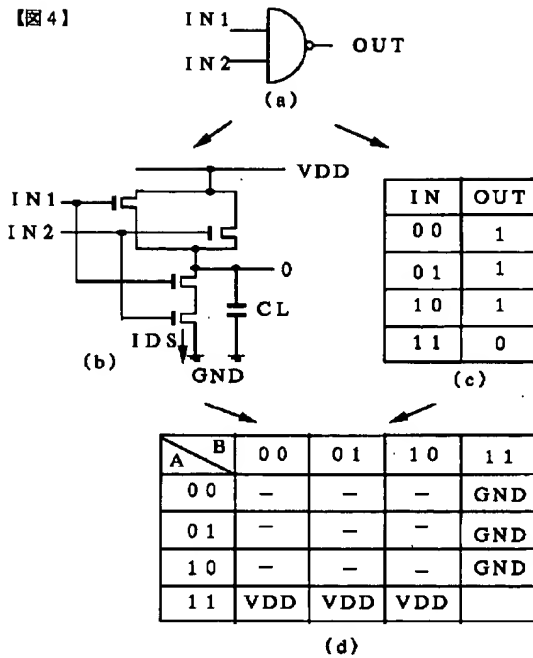 【図4】
IN1
IN2
OUT
(a)
VDD
IN1
IN2
0
CL
IDS
GND
(b)
IN OUT
00 1
01 1
10 1
11 0
(c)
A B 00 01 10 11
00 − − − GND
01 − − − GND
10 − − − GND
11 VDD VDD VDD
(d)